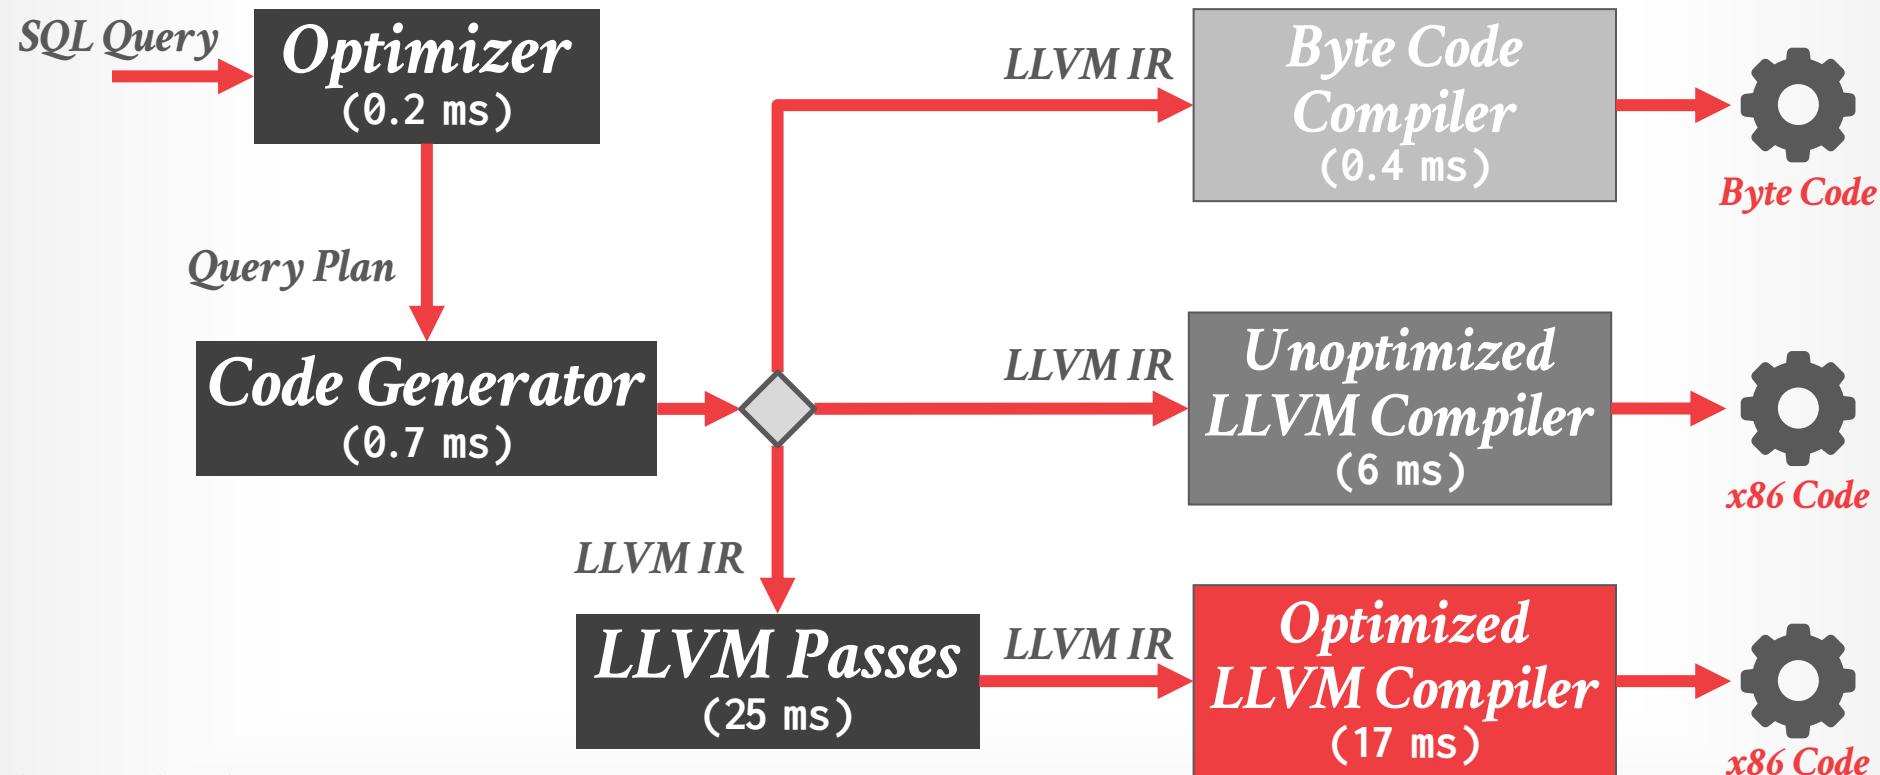 SQL Query
Optimizer
(0.2 ms)
Query Plan
Code Generator
(0.7 ms)
LLVM IR
Byte Code
Compiler
(0.4 ms)
Byte Code
LLVM IR
Unoptimized
LLVM Compiler
(6 ms)
x86 Code
LLVM IR
LLVM Passes
(25 ms)
LLVM IR
Optimized
LLVM Compiler
(17 ms)
x86 Code